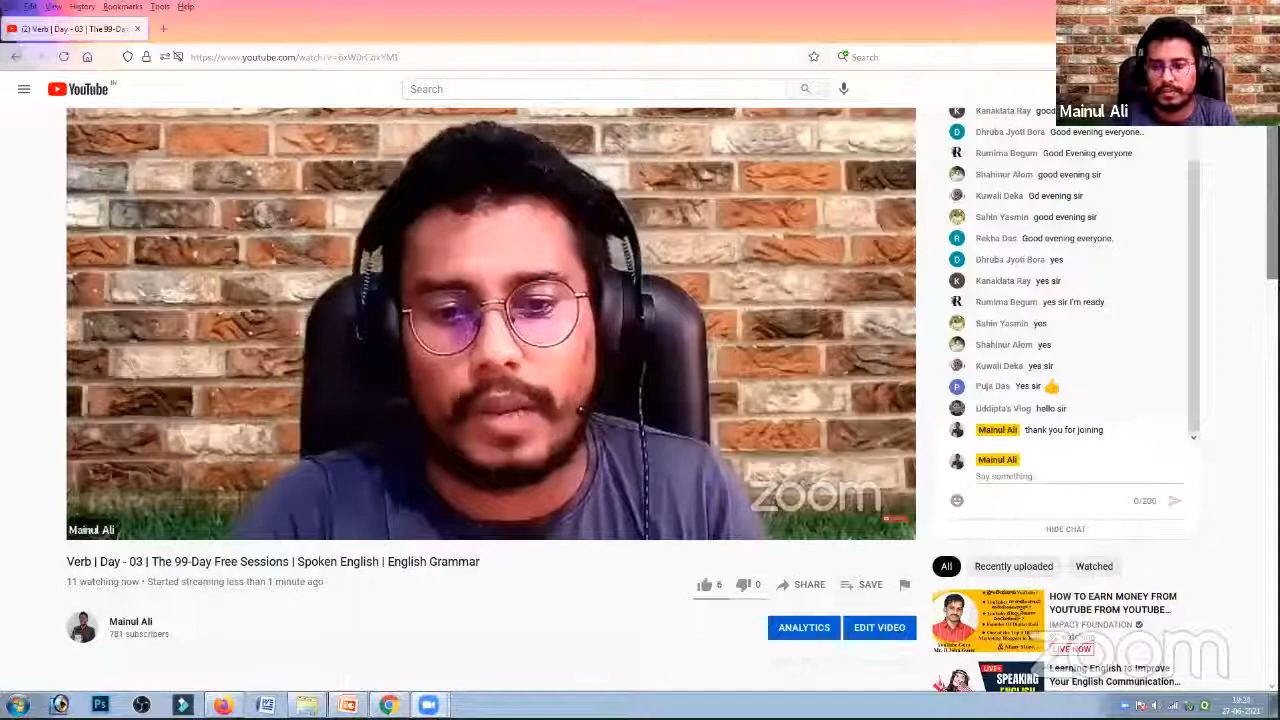 Edit View History Bookmarks Tools Help
(2) Verb | Day - 03 | The 99-Day
Search
Mainul Ali
YouTube IN
Search
Kanaklata Ray good
Dhruba Jyoti Bora Good evening everyone..
Rumima Begum Good Evening everyone
Shahinur Alom good evening sir
Kuwali Deka Gd evening sir
Sahin Yasmin good evening sir
Rekha Das Good evening everyone.
Dhruba Jyoti Bora yes
Kanaklata Ray yes sir
Rumima Begum yes sir I'm ready
Sahin Yasmin yes
Shahinur Alom yes
Kuwali Deka yes sir
Puja Das Yes sir 👍
Uddipta's Vlog hello sir
Mainul Ali thank you for joining
Mainul Ali
Say something
0/200
HIDE CHAT
zoom
Mainul Ali
Verb | Day - 03 | The 99-Day Free Sessions | Spoken English | English Grammar
11 watching now • Started streaming less than 1 minute ago
6 0 SHARE SAVE
Mainul Ali
781 subscribers
ANALYTICS EDIT VIDEO
All Recently uploaded Watched
HOW TO EARN MONEY FROM
YOUTUBE FROM YOUTUBE...
IMPACT FOUNDATION
LIVE NOW
zoom
Learning English to Improve
Your English Communication...
LIVE
SPEAKING
ENGLISH
27-06-2021